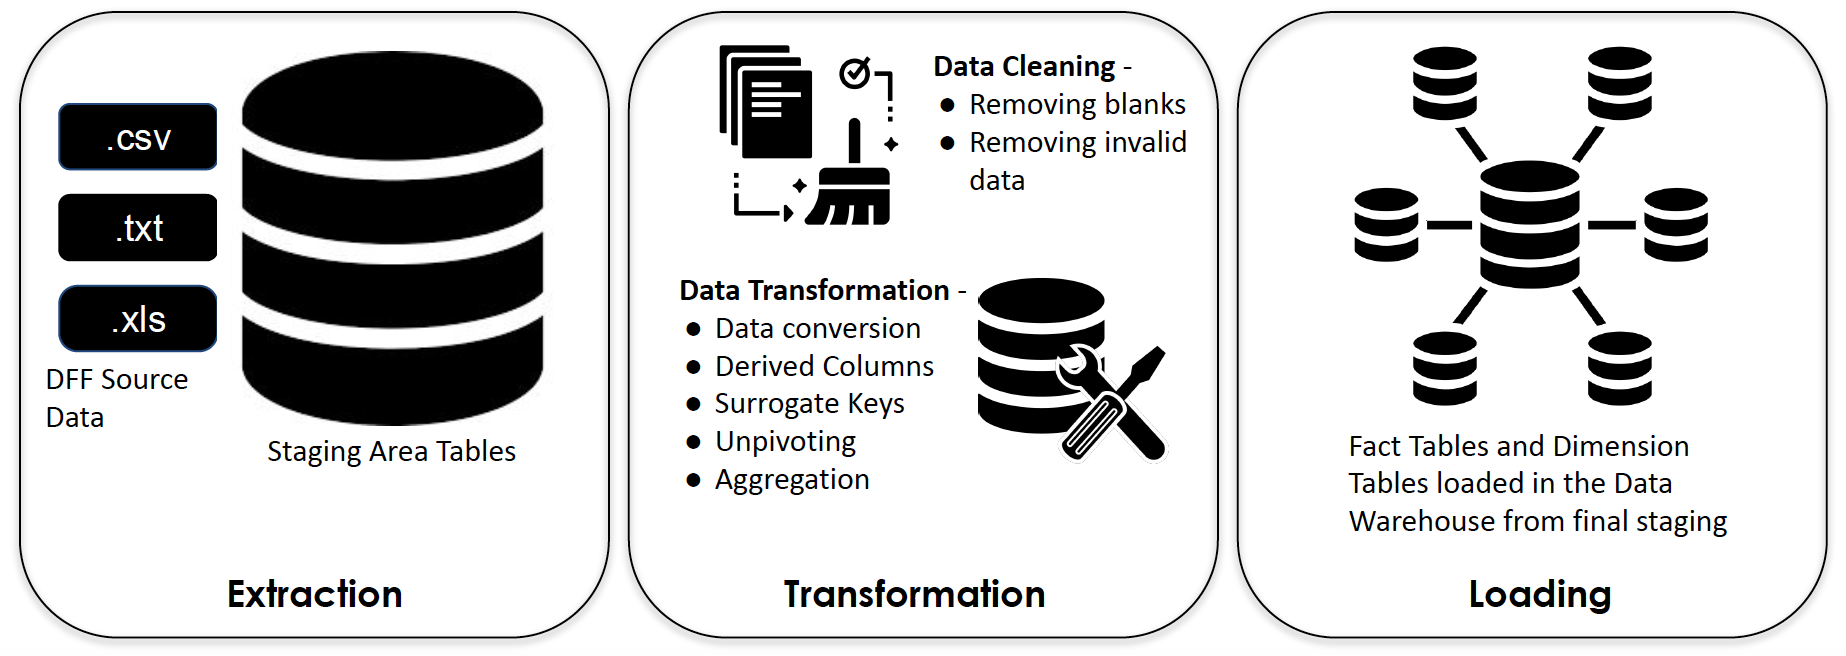 .csv
.txt
.xls
DFF Source
Data
Staging Area Tables
Extraction
Data Cleaning -
● Removing blanks
● Removing invalid
data
Data Transformation -
● Data conversion
● Derived Columns
● Surrogate Keys
● Unpivoting
● Aggregation
Transformation
Fact Tables and Dimension
Tables loaded in the Data
Warehouse from final staging
Loading